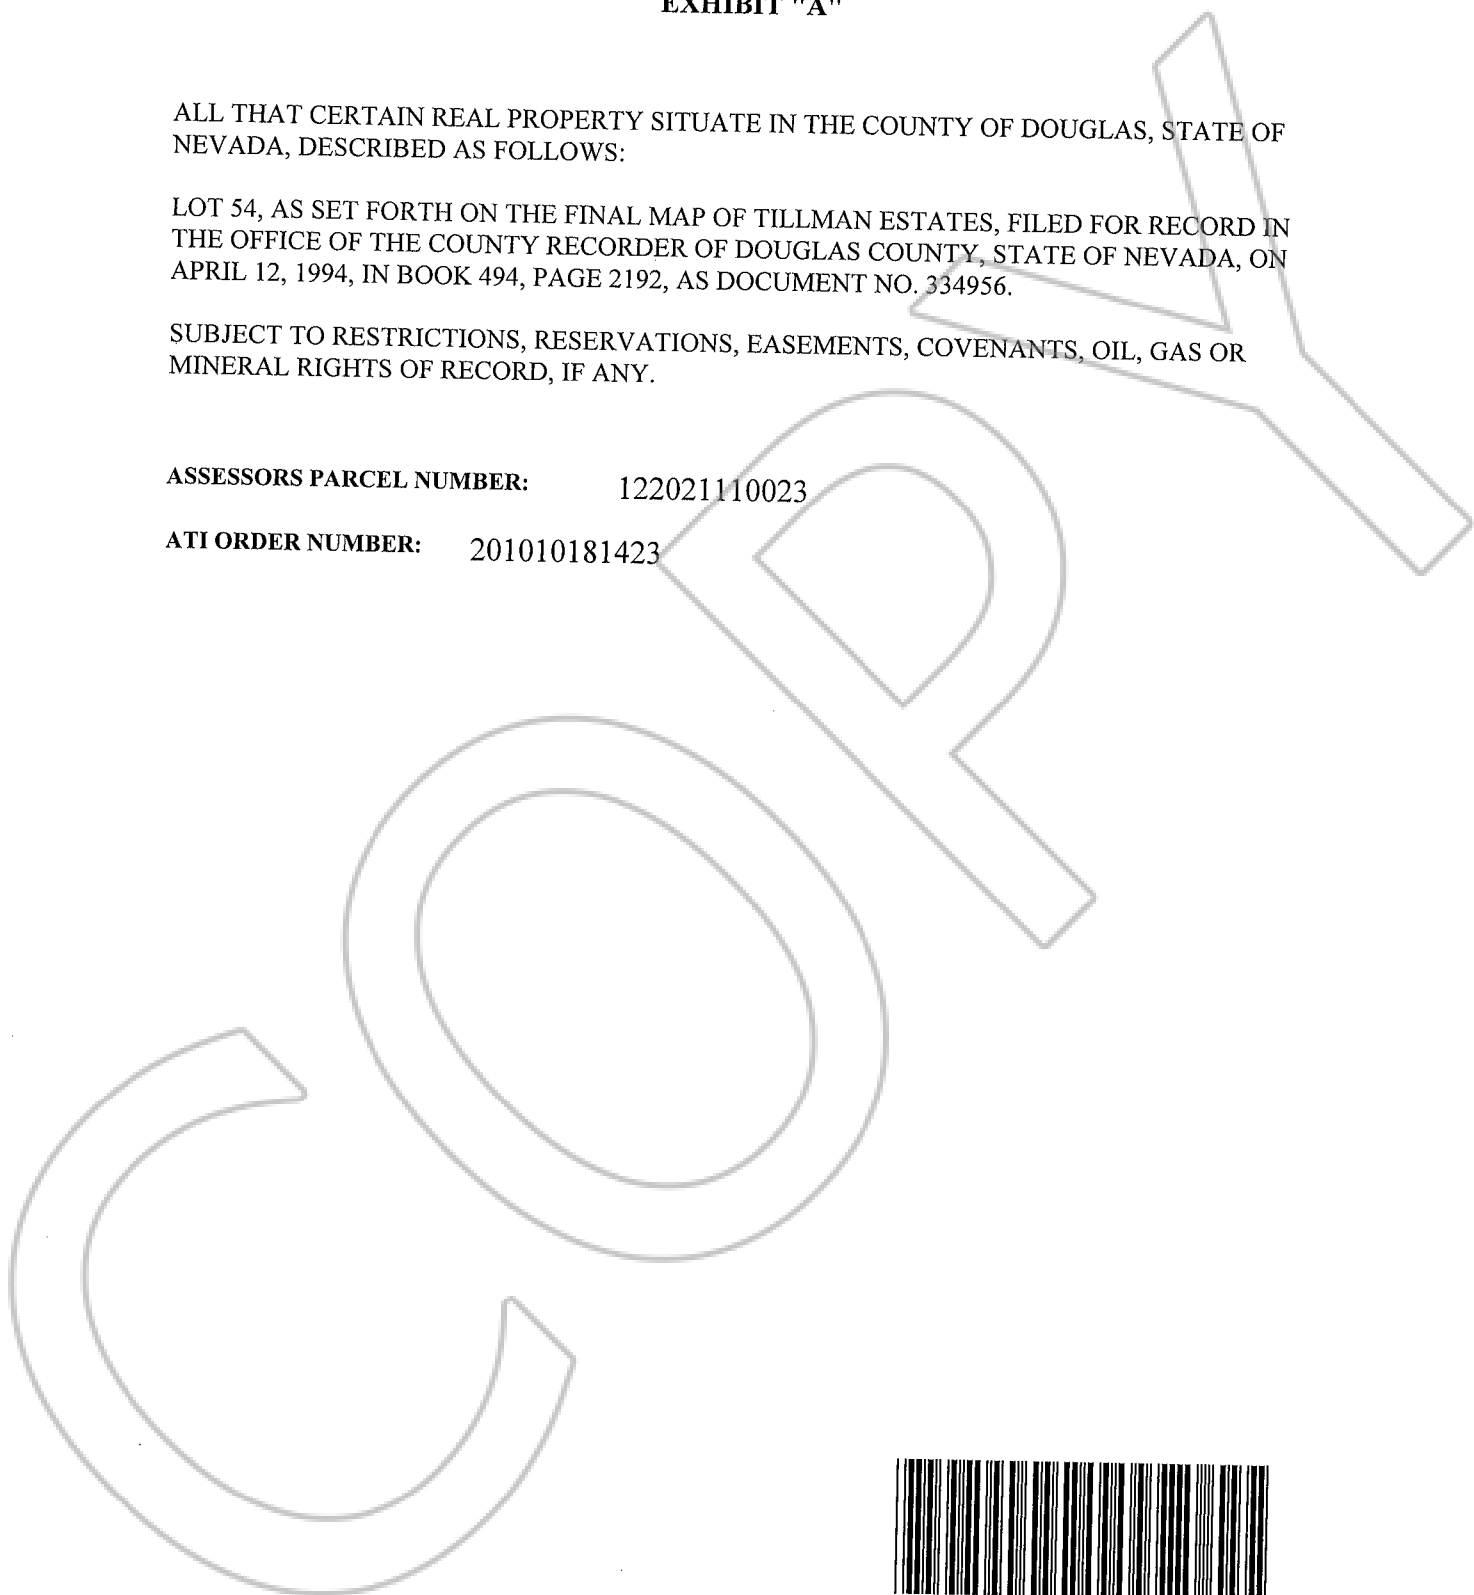 EXHIBIT "A"
ALL THAT CERTAIN REAL PROPERTY SITUATE IN THE COUNTY OF DOUGLAS, STATE OF
NEVADA, DESCRIBED AS FOLLOWS:
LOT 54, AS SET FORTH ON THE FINAL MAP OF TILLMAN ESTATES, FILED FOR RECORD IN
THE OFFICE OF THE COUNTY RECORDER OF DOUGLAS COUNTY, STATE OF NEVADA, ON
APRIL 12, 1994, IN BOOK 494, PAGE 2192, AS DOCUMENT NO. 334956.
SUBJECT TO RESTRICTIONS, RESERVATIONS, EASEMENTS, COVENANTS, OIL, GAS OR
MINERAL RIGHTS OF RECORD, IF ANY.
ASSESSORS PARCEL NUMBER: 122021110023
ATI ORDER NUMBER: 201010181423
COPY